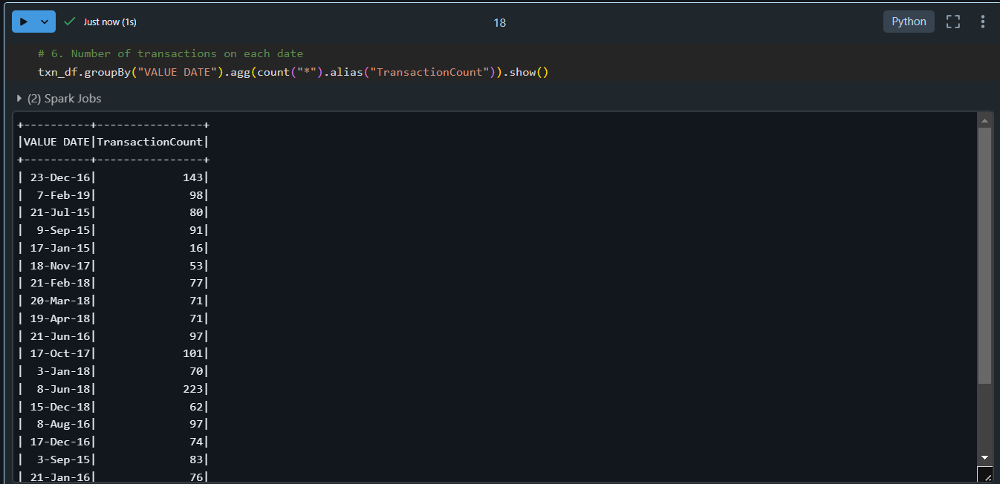 Just now (1s)
18
Python
# 6. Number of transactions on each date
txn_df.groupBy("VALUE DATE").agg(count("*").alias("TransactionCount")).show()
(2) Spark Jobs
+----------+----------------+
|VALUE DATE|TransactionCount|
+----------+----------------+
| 23-Dec-16|             143|
|  7-Feb-19|              98|
| 21-Jul-15|              80|
|  9-Sep-15|              91|
| 17-Jan-15|              16|
| 18-Nov-17|              53|
| 21-Feb-18|              77|
| 20-Mar-18|              71|
| 19-Apr-18|              71|
| 21-Jun-16|              97|
| 17-Oct-17|             101|
|  3-Jan-18|              70|
|  8-Jun-18|             223|
| 15-Dec-18|              62|
|  8-Aug-16|              97|
| 17-Dec-16|              74|
|  3-Sep-15|              83|
| 21-Jan-16|              76|